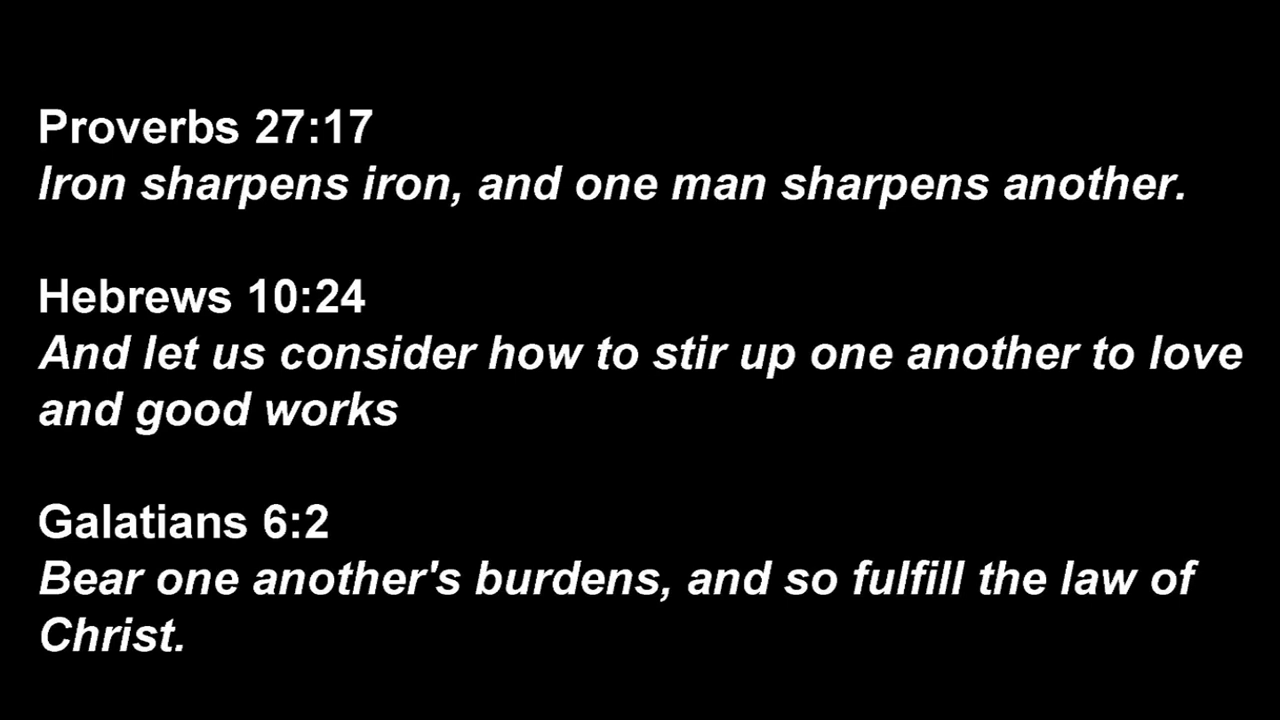 Proverbs 27:17
Iron sharpens iron, and one man sharpens another.
Hebrews 10:24
And let us consider how to stir up one another to love
and good works
Galatians 6:2
Bear one another's burdens, and so fulfill the law of
Christ.